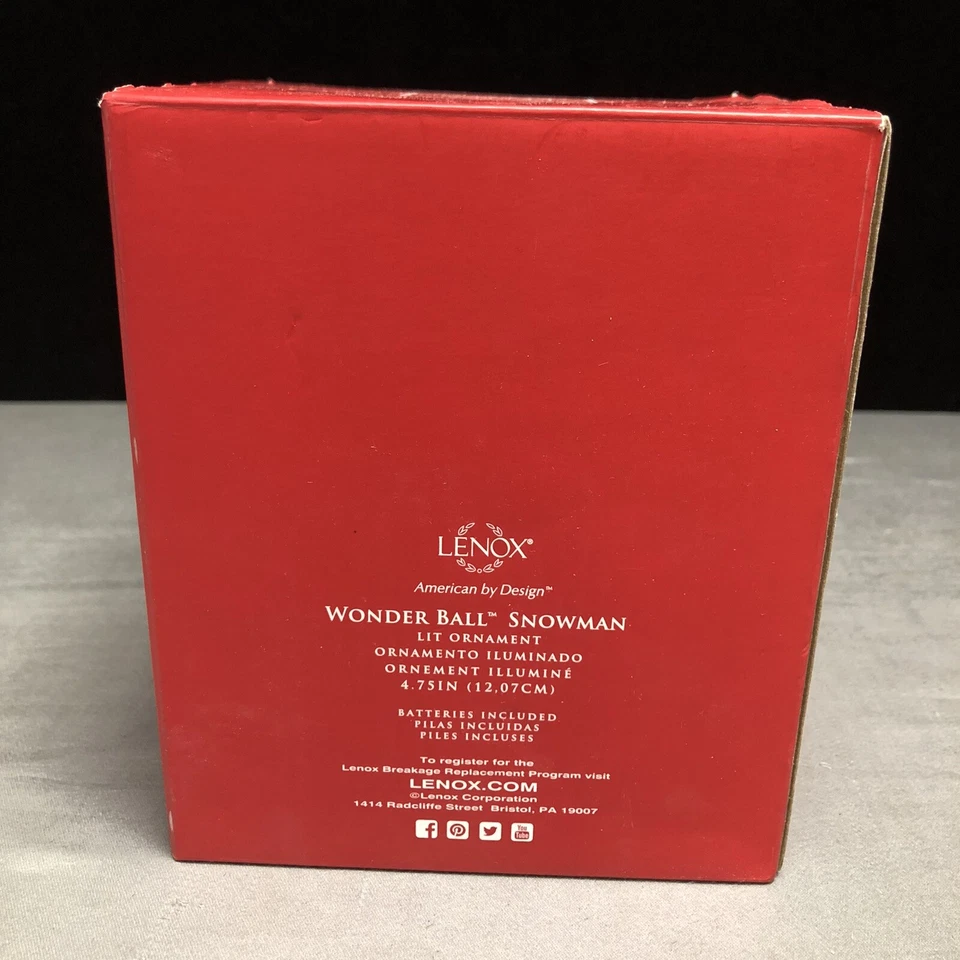 LENOX®
American by Design™
WONDER BALL™ SNOWMAN
LIT ORNAMENT
ORNAMENTO ILUMINADO
ORNEMENT ILLUMINÉ
4.75IN (12,07CM)
BATTERIES INCLUDED
PILAS INCLUIDAS
PILES INCLUSES
To register for the
Lenox Breakage Replacement Program visit
LENOX.COM
©Lenox Corporation
1414 Radcliffe Street Bristol, PA 19007
You Tube